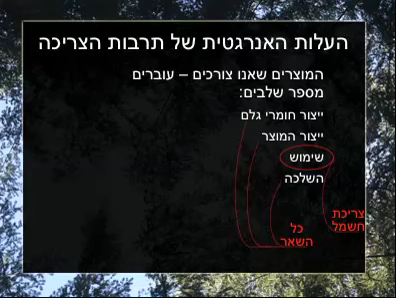 העלות האנרגטית של תרבות הצריכה
המוצרים שאנו צורכים – עוברים
מספר שלבים:
ייצור חומרי גלם
ייצור המוצר
שימוש
השלכה
צריכת
חשמל
כל
השאר